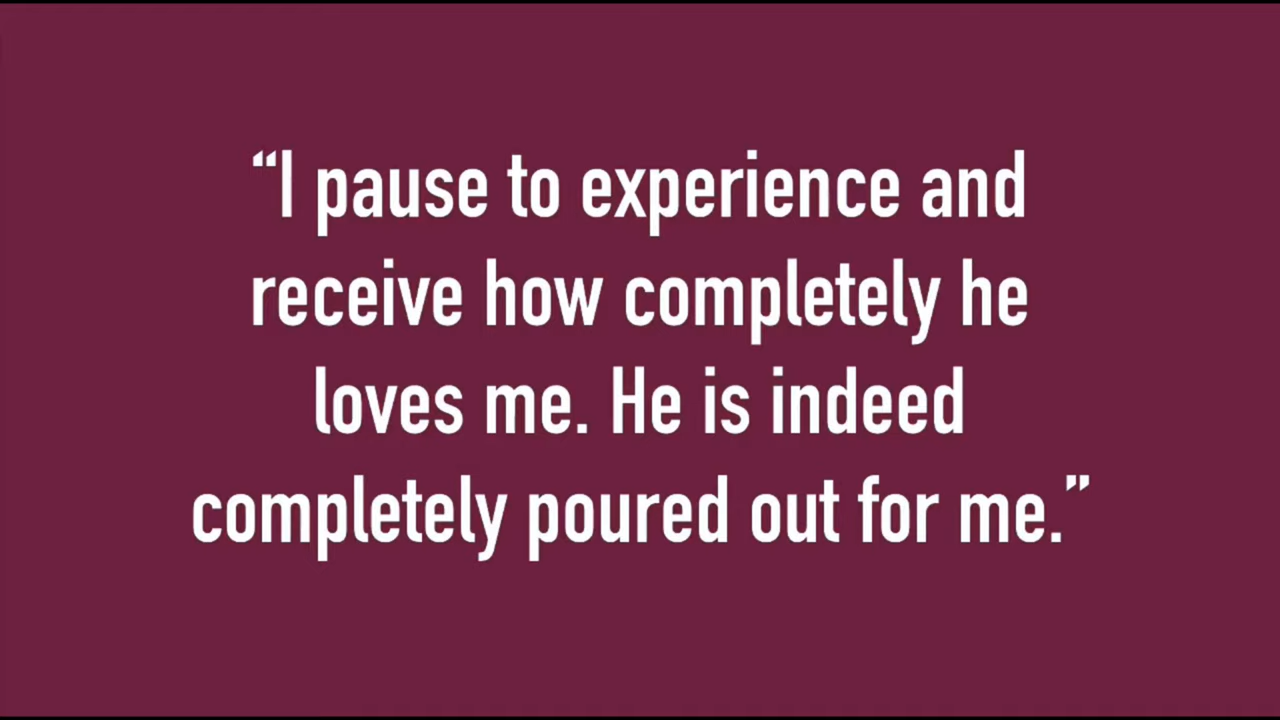 “I pause to experience and
receive how completely he
loves me. He is indeed
completely poured out for me.”